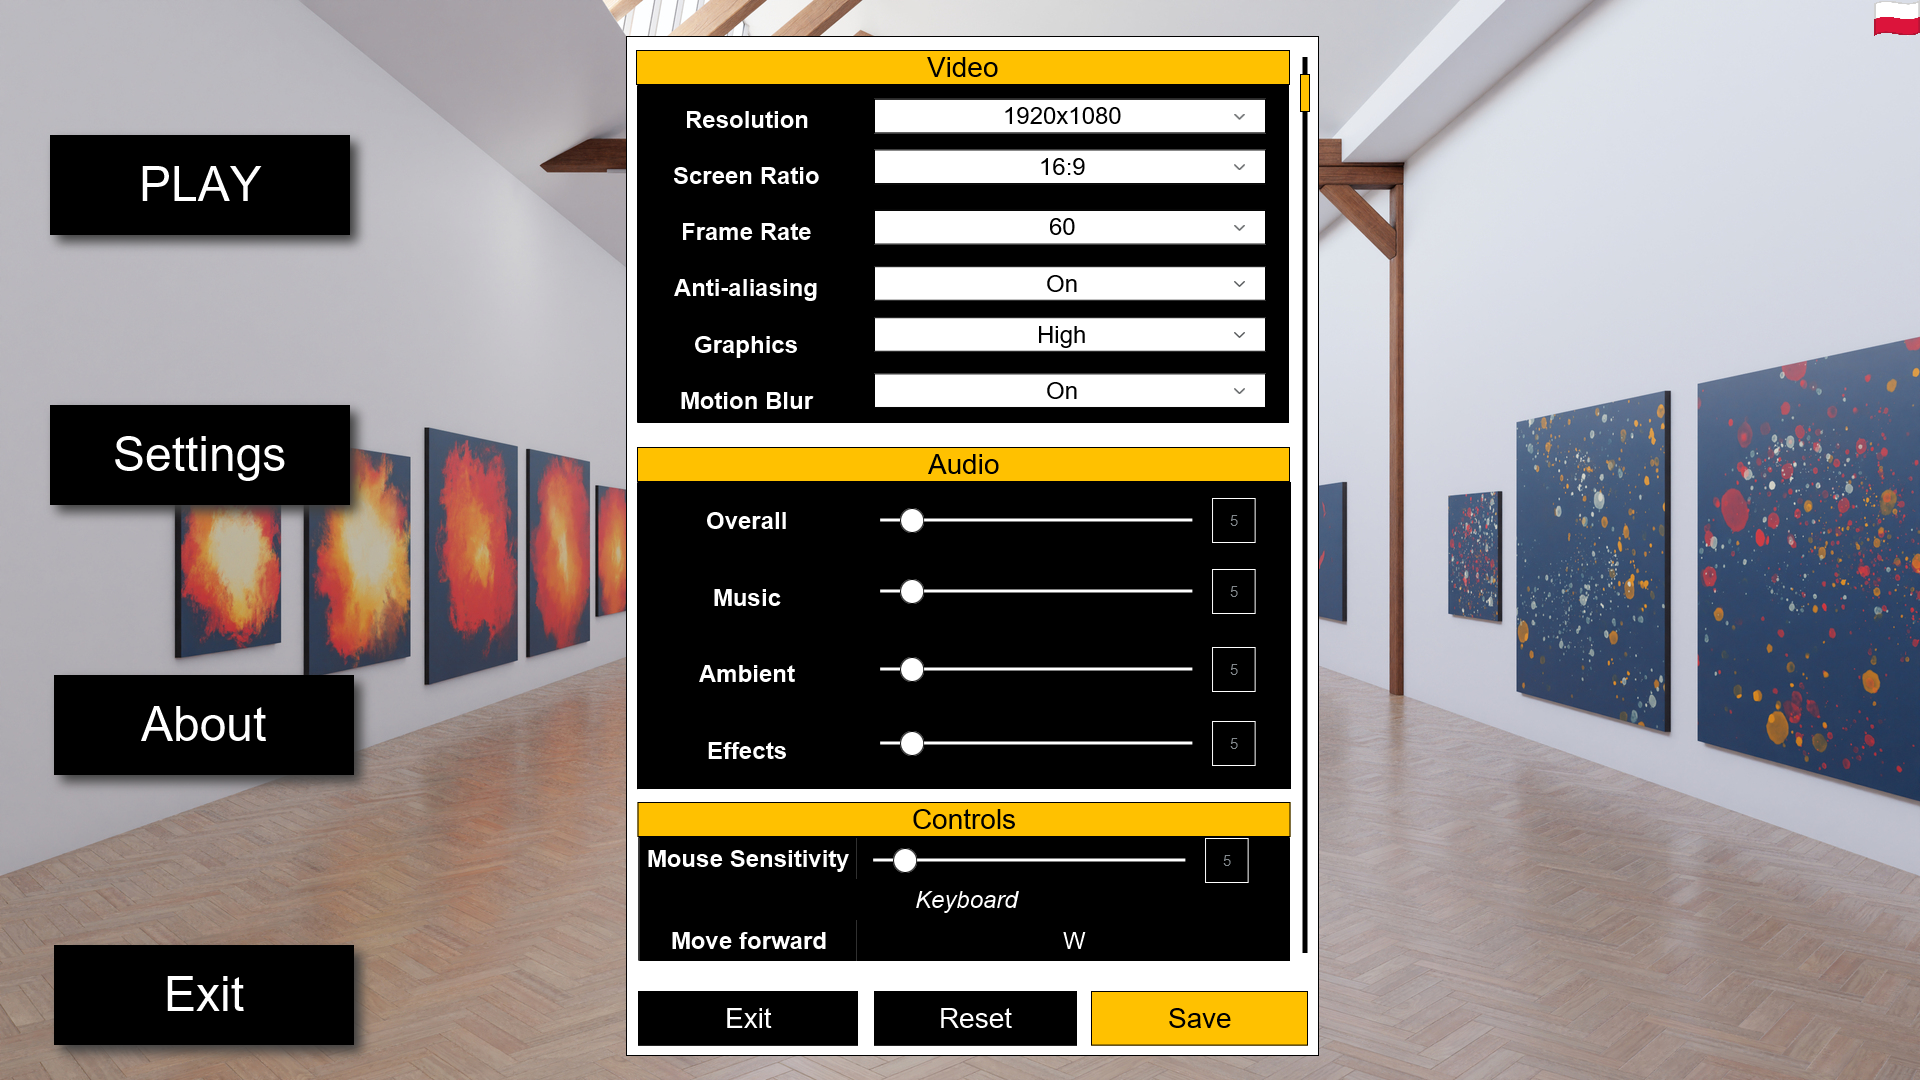 PLAY
Settings
About
Exit
Video
Resolution 1920x1080
Screen Ratio 16:9
Frame Rate 60
Anti-aliasing On
Graphics High
Motion Blur On
Audio
Overall 5
Music 5
Ambient 5
Effects 5
Controls
Mouse Sensitivity 5
Keyboard
Move forward W
Exit Reset Save